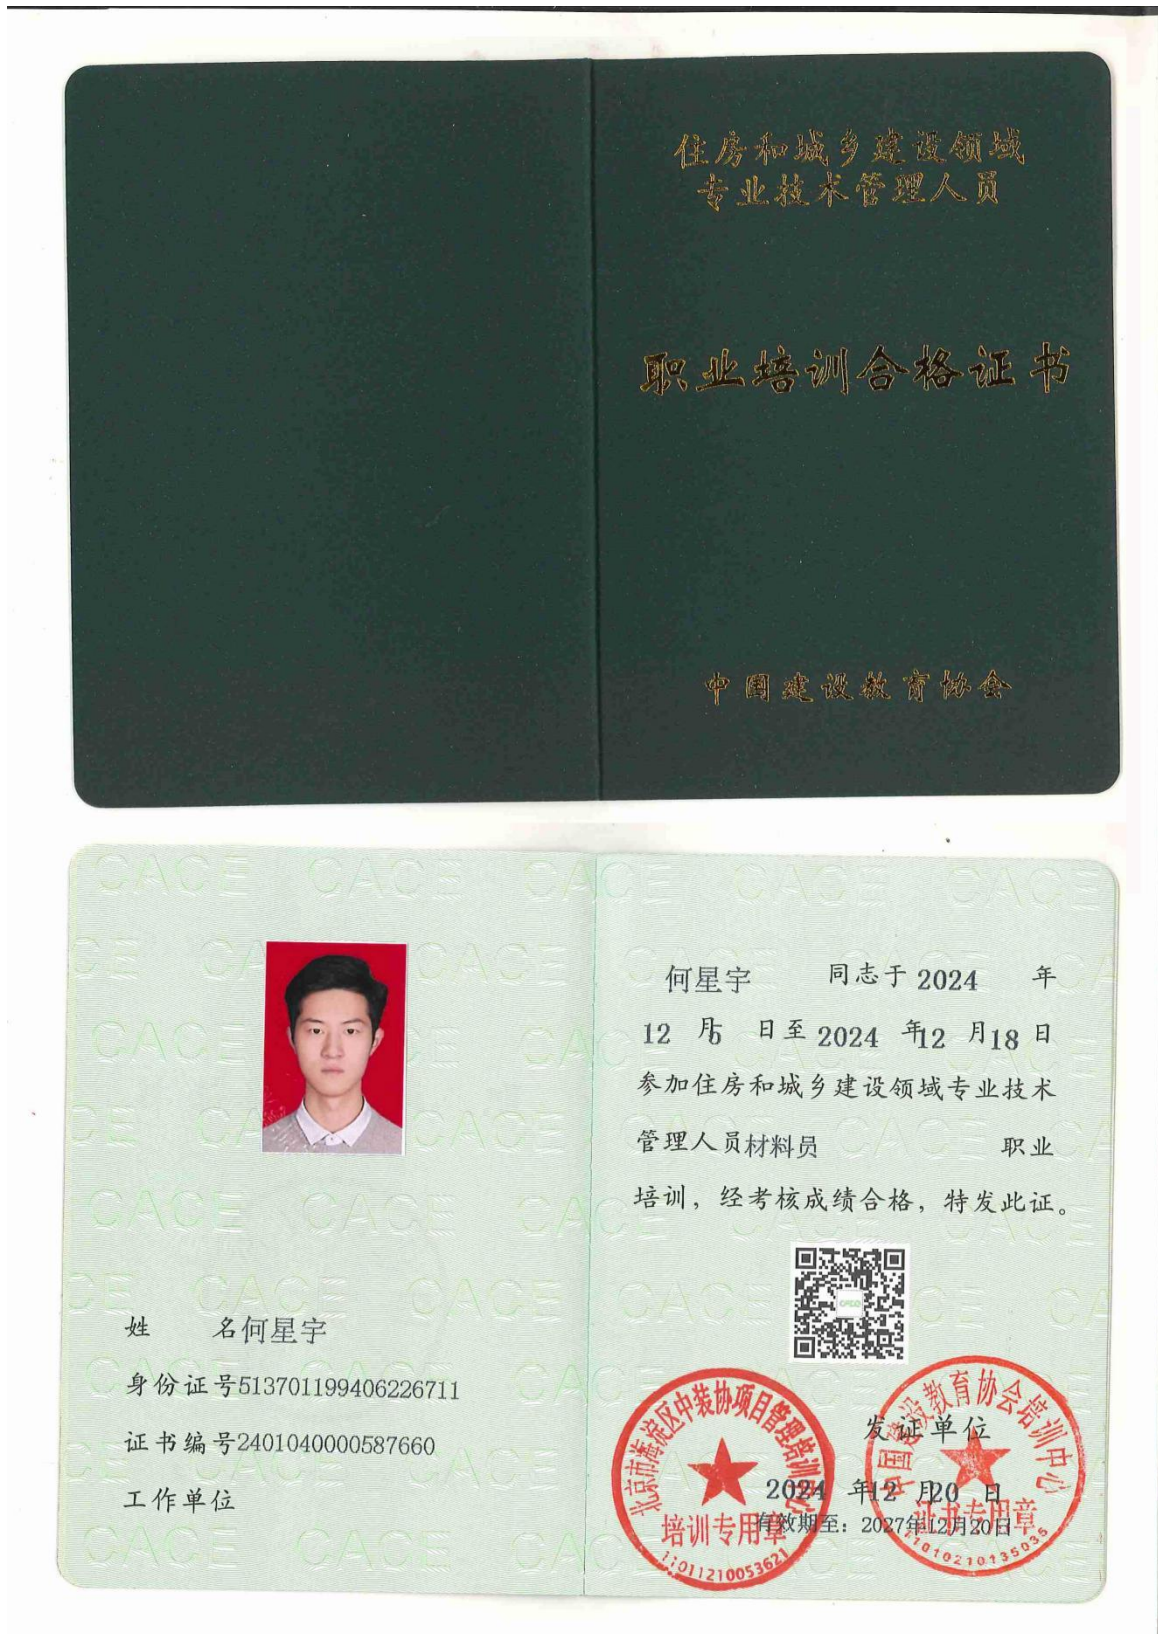 住房和城乡建设领域
专业技术管理人员
职业培训合格证书
中国建设教育协会
姓 名何星宇
身份证号513701199406226711
证书编号2401040000587660
工作单位
何星宇 同志于 2024 年
12 月5 日至 2024 年12 月18 日
参加住房和城乡建设领域专业技术
管理人员材料员 职业
培训，经考核成绩合格，特发此证。
发证单位
2024 年12 月20 日
有效期至：2027年12月20日
北京市海淀区中装协项目管理培训中心
培训专用章
11011210053621
中国建设教育协会培训中心
证书专用章
11010210135035
CACE